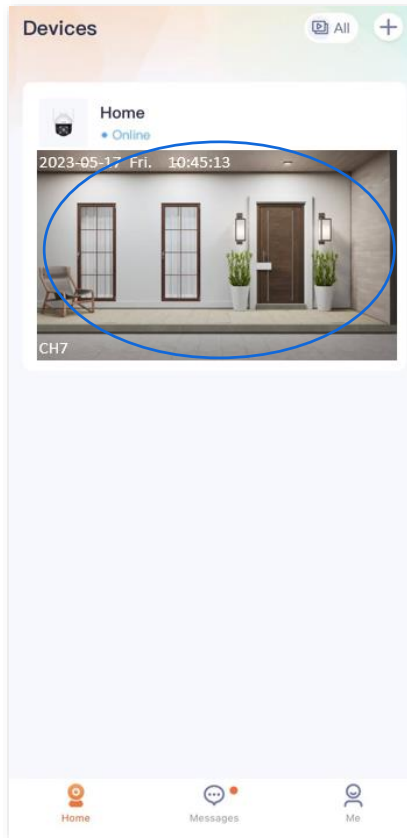 Devices
All
Home
Online
2023-05-17 Fri. 10:45:13
CH7
Home
Messages
Me